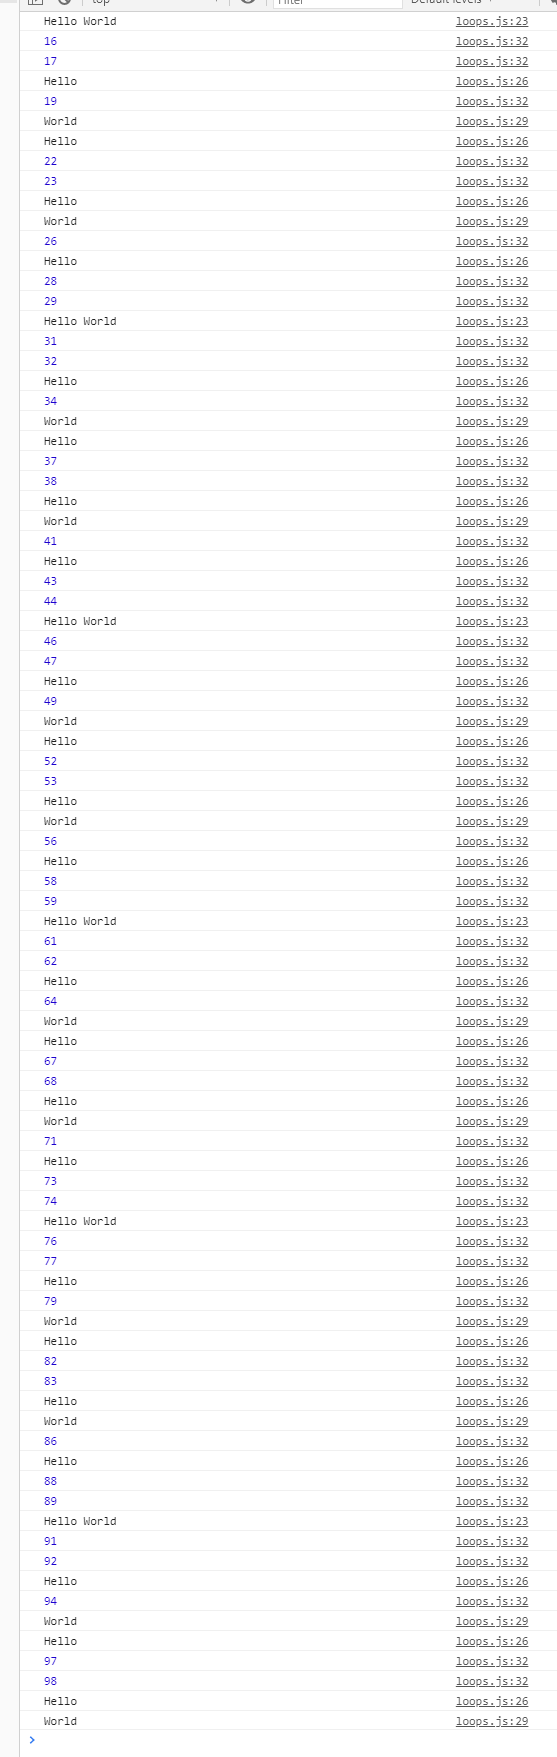 top
Filter
Default levels
Hello World loops.js:23
16 loops.js:32
17 loops.js:32
Hello loops.js:26
19 loops.js:32
World loops.js:29
Hello loops.js:26
22 loops.js:32
23 loops.js:32
Hello loops.js:26
World loops.js:29
26 loops.js:32
Hello loops.js:26
28 loops.js:32
29 loops.js:32
Hello World loops.js:23
31 loops.js:32
32 loops.js:32
Hello loops.js:26
34 loops.js:32
World loops.js:29
Hello loops.js:26
37 loops.js:32
38 loops.js:32
Hello loops.js:26
World loops.js:29
41 loops.js:32
Hello loops.js:26
43 loops.js:32
44 loops.js:32
Hello World loops.js:23
46 loops.js:32
47 loops.js:32
Hello loops.js:26
49 loops.js:32
World loops.js:29
Hello loops.js:26
52 loops.js:32
53 loops.js:32
Hello loops.js:26
World loops.js:29
56 loops.js:32
Hello loops.js:26
58 loops.js:32
59 loops.js:32
Hello World loops.js:23
61 loops.js:32
62 loops.js:32
Hello loops.js:26
64 loops.js:32
World loops.js:29
Hello loops.js:26
67 loops.js:32
68 loops.js:32
Hello loops.js:26
World loops.js:29
71 loops.js:32
Hello loops.js:26
73 loops.js:32
74 loops.js:32
Hello World loops.js:23
76 loops.js:32
77 loops.js:32
Hello loops.js:26
79 loops.js:32
World loops.js:29
Hello loops.js:26
82 loops.js:32
83 loops.js:32
Hello loops.js:26
World loops.js:29
86 loops.js:32
Hello loops.js:26
88 loops.js:32
89 loops.js:32
Hello World loops.js:23
91 loops.js:32
92 loops.js:32
Hello loops.js:26
94 loops.js:32
World loops.js:29
Hello loops.js:26
97 loops.js:32
98 loops.js:32
Hello loops.js:26
World loops.js:29
>